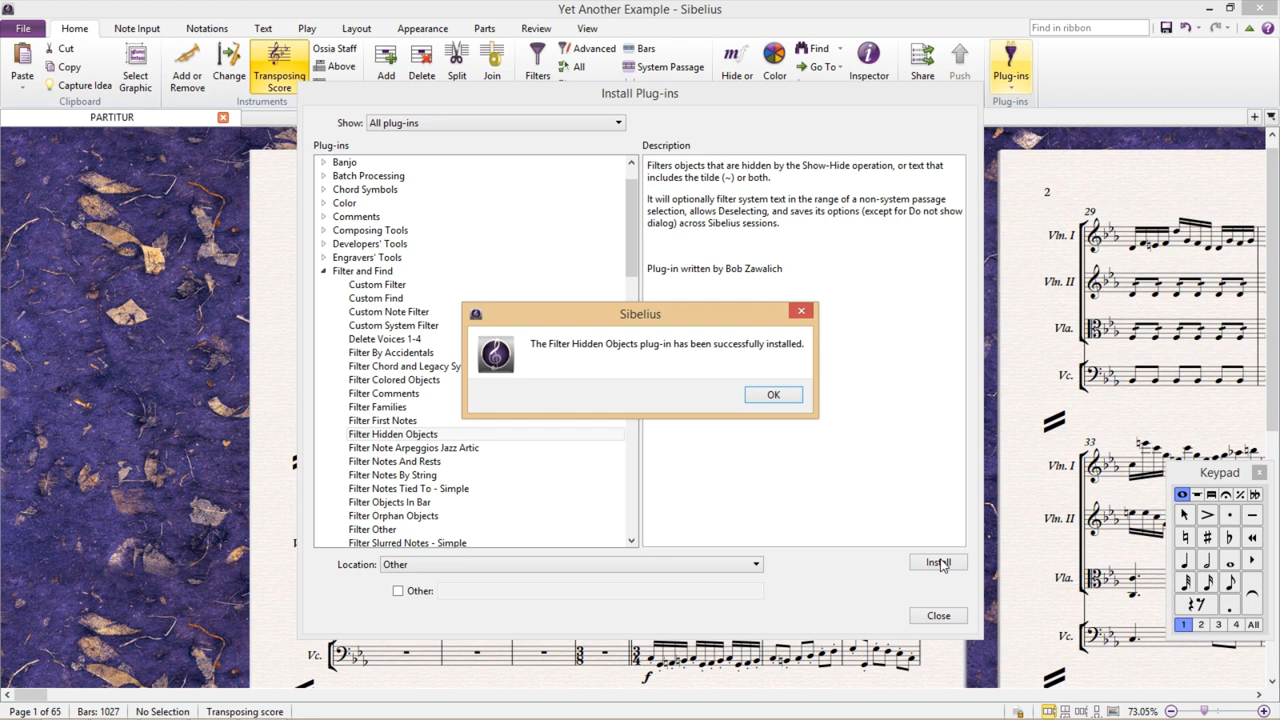 Yet Another Example - Sibelius
File Home Note Input Notations Text Play Layout Appearance Parts Review View Find in ribbon
Paste
Cut
Copy
Capture Idea
Clipboard
Select Graphic
Add or Remove
Change
Transposing Score
Ossia Staff
Above
Instruments
Add
Delete
Split
Join
Filters
Advanced
All
Bars
System Passage
Hide or
Color
Find
Go To
Inspector
Share
Push
Plug-ins
Plug-ins
PARTITUR
Install Plug-ins
Show: All plug-ins
Plug-ins
Banjo
Batch Processing
Chord Symbols
Color
Comments
Composing Tools
Developers' Tools
Engravers' Tools
Filter and Find
Custom Filter
Custom Find
Custom Note Filter
Custom System Filter
Delete Voices 1-4
Filter By Accidentals
Filter Chord and Legacy Sy
Filter Colored Objects
Filter Comments
Filter Families
Filter First Notes
Filter Hidden Objects
Filter Note Arpeggios Jazz Artic
Filter Notes And Rests
Filter Notes By String
Filter Notes Tied To - Simple
Filter Objects In Bar
Filter Orphan Objects
Filter Other
Filter Slurred Notes - Simple
Description
Filters objects that are hidden by the Show-Hide operation, or text that
includes the tilde (~) or both.
It will optionally filter system text in the range of a non-system passage
selection, allows Deselecting, and saves its options (except for Do not show
dialog) across Sibelius sessions.
Plug-in written by Bob Zawalich
Sibelius
The Filter Hidden Objects plug-in has been successfully installed.
OK
Location: Other
Install
Other:
Close
2
29
Vln. I
Vln. II
Vla.
Vc.
33
Vln. I
Vln. II
Vla.
Vc.
Vc.
3
8
3
4
f
Keypad
1 2 3 4 All
Page 1 of 65 Bars: 1027 No Selection Transposing score 73.05%